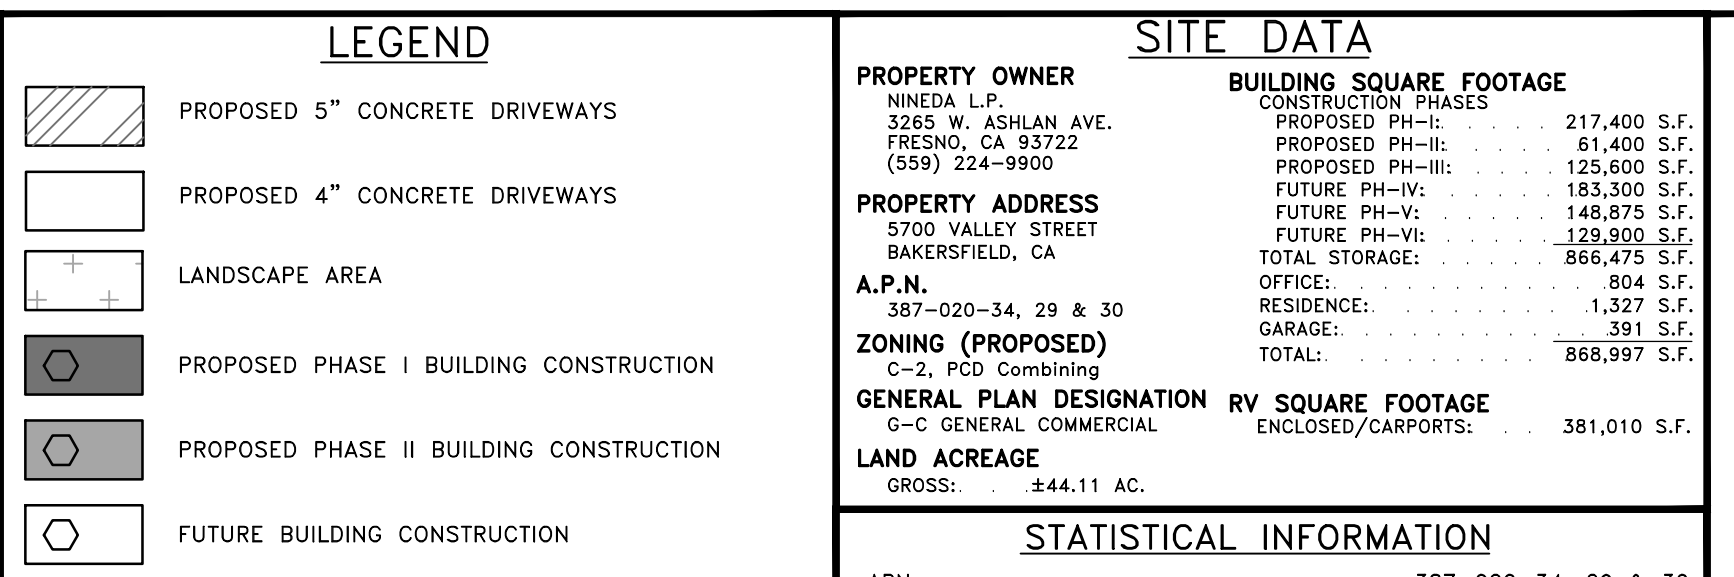 LEGEND
PROPOSED 5” CONCRETE DRIVEWAYS
PROPOSED 4” CONCRETE DRIVEWAYS
LANDSCAPE AREA
PROPOSED PHASE I BUILDING CONSTRUCTION
PROPOSED PHASE II BUILDING CONSTRUCTION
FUTURE BUILDING CONSTRUCTION
SITE DATA
PROPERTY OWNER
NINEDA L.P.
3265 W. ASHLAN AVE.
FRESNO, CA 93722
(559) 224-9900
PROPERTY ADDRESS
5700 VALLEY STREET
BAKERSFIELD, CA
A.P.N.
387-020-34, 29 & 30
ZONING (PROPOSED)
C-2, PCD Combining
GENERAL PLAN DESIGNATION
G-C GENERAL COMMERCIAL
LAND ACREAGE
GROSS: . . ±44.11 AC.
BUILDING SQUARE FOOTAGE
CONSTRUCTION PHASES
PROPOSED PH-I: . . . . . 217,400 S.F.
PROPOSED PH-II: . . . . . 61,400 S.F.
PROPOSED PH-III: . . . . 125,600 S.F.
FUTURE PH-IV: . . . . . 183,300 S.F.
FUTURE PH-V: . . . . . 148,875 S.F.
FUTURE PH-VI: . . . . . 129,900 S.F.
TOTAL STORAGE: . . . . . 866,475 S.F.
OFFICE: . . . . . . . . . . 804 S.F.
RESIDENCE: . . . . . . . . 1,327 S.F.
GARAGE: . . . . . . . . . . 391 S.F.
TOTAL: . . . . . . . . 868,997 S.F.
RV SQUARE FOOTAGE
ENCLOSED/CARPORTS: . . 381,010 S.F.
STATISTICAL INFORMATION
APN
387-020-34, 29 & 30